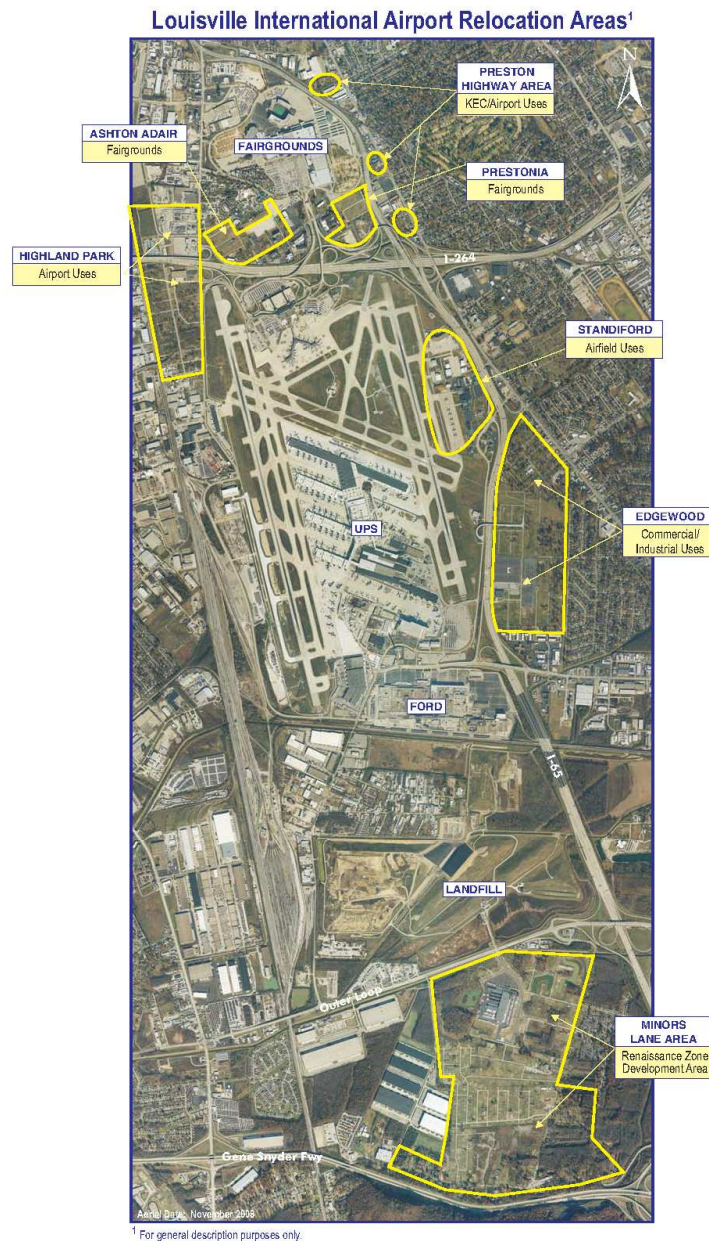 Louisville International Airport Relocation Areas¹
N
PRESTON
HIGHWAY AREA
KEC/Airport Uses
ASHTON ADAIR
Fairgrounds
FAIRGROUNDS
PRESTONIA
Fairgrounds
HIGHLAND PARK
Airport Uses
I-264
STANDIFORD
Airfield Uses
EDGEWOOD
Commercial/
Industrial Uses
UPS
FORD
I-65
LANDFILL
Outer Loop
MINORS
LANE AREA
Renaissance Zone
Development Area
Gene Snyder Fwy
Aerial Date: November 2006
¹ For general description purposes only.